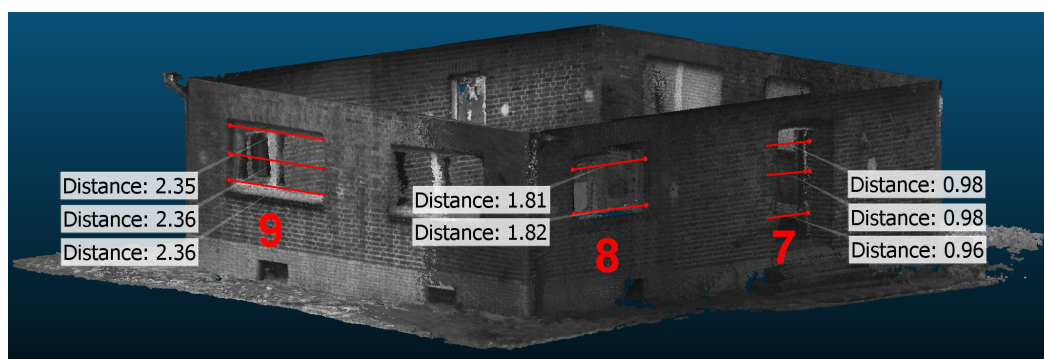 Distance: 2.35
Distance: 2.36
Distance: 2.36
9
Distance: 1.81
Distance: 1.82
8
Distance: 0.98
Distance: 0.98
Distance: 0.96
7